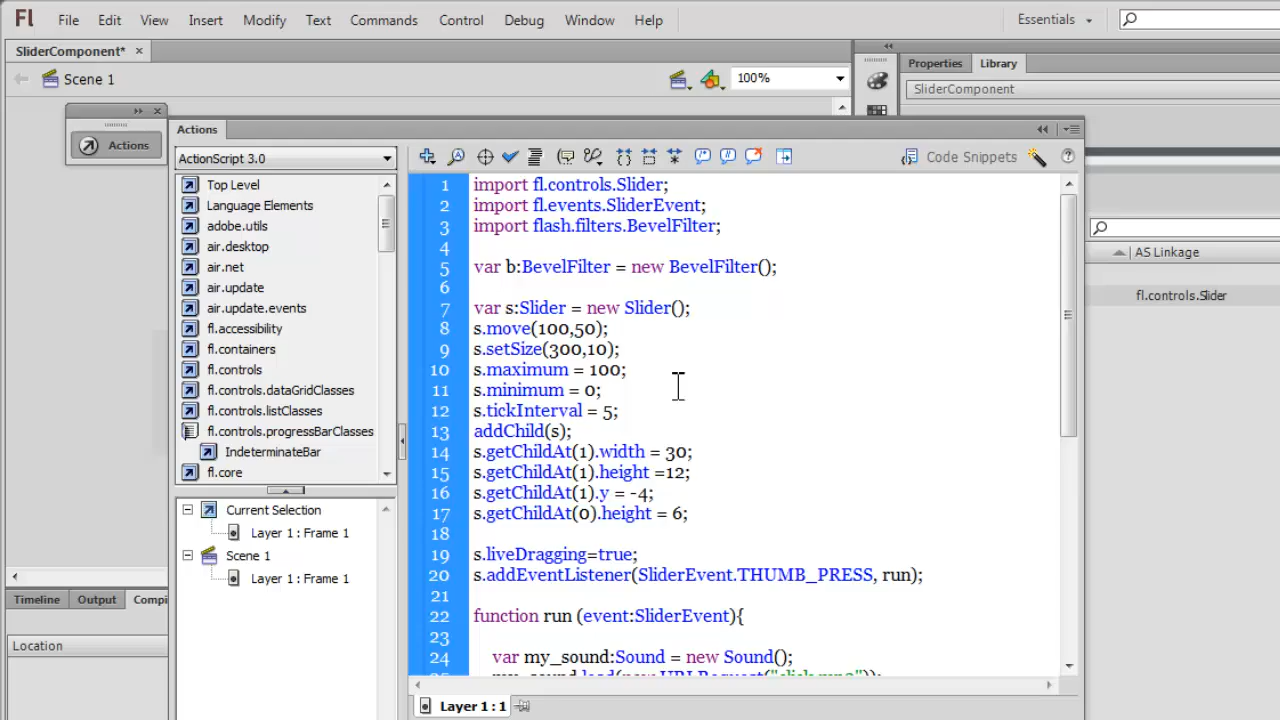 Fl File Edit View Insert Modify Text Commands Control Debug Window Help Essentials
SliderComponent*
Scene 1 100%
Properties Library
SliderComponent
Actions
Actions
ActionScript 3.0
Code Snippets
Top Level
Language Elements
adobe.utils
air.desktop
air.net
air.update
air.update.events
fl.accessibility
fl.containers
fl.controls
fl.controls.dataGridClasses
fl.controls.listClasses
fl.controls.progressBarClasses
IndeterminateBar
fl.core
Current Selection
Layer 1 : Frame 1
Scene 1
Layer 1 : Frame 1
1 import fl.controls.Slider;
2 import fl.events.SliderEvent;
3 import flash.filters.BevelFilter;
4
5 var b:BevelFilter = new BevelFilter();
6
7 var s:Slider = new Slider();
8 s.move(100,50);
9 s.setSize(300,10);
10 s.maximum = 100;
11 s.minimum = 0;
12 s.tickInterval = 5;
13 addChild(s);
14 s.getChildAt(1).width = 30;
15 s.getChildAt(1).height =12;
16 s.getChildAt(1).y = -4;
17 s.getChildAt(0).height = 6;
18
19 s.liveDragging=true;
20 s.addEventListener(SliderEvent.THUMB_PRESS, run);
21
22 function run (event:SliderEvent){
23
24 var my_sound:Sound = new Sound();
Layer 1 : 1
AS Linkage
fl.controls.Slider
Timeline Output
Location